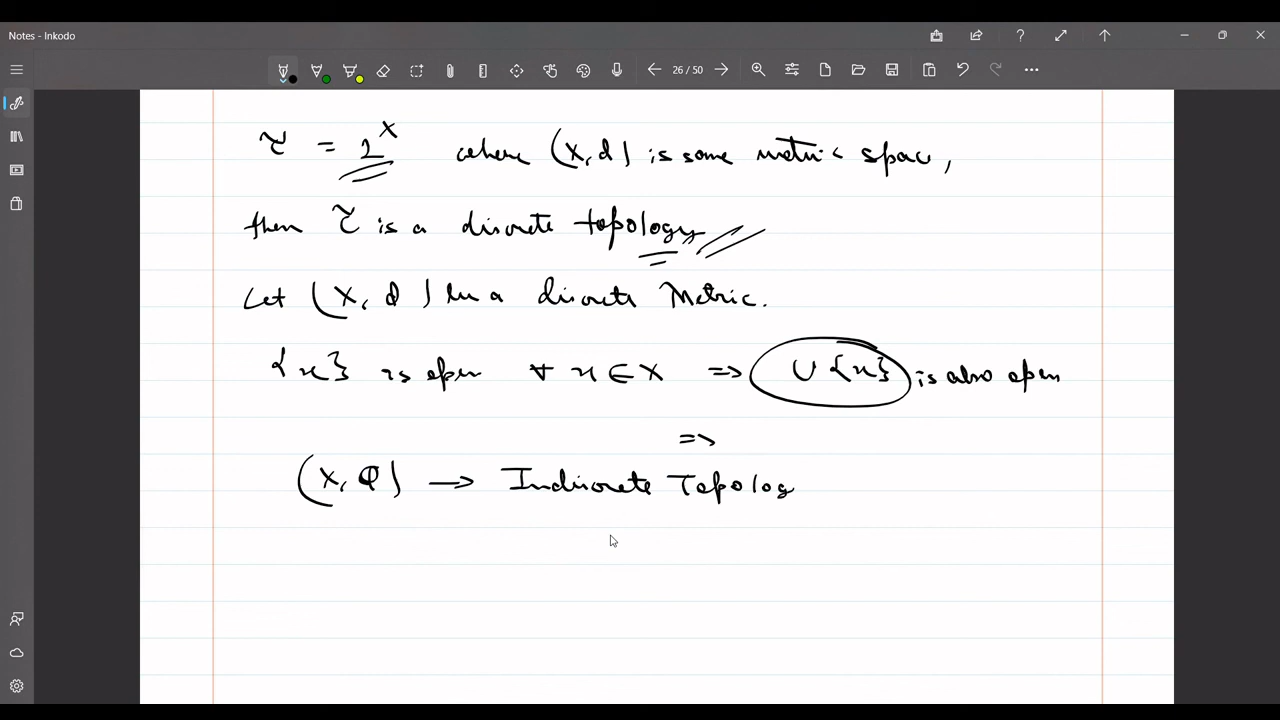 Notes - Inkodo
26 / 50
τ = 2^X where (X, d) is some metric space,
then τ is a discrete topology
Let (X, d) be a discrete Metric.
{x} is open ∀ x ∈ X ⇒ ∪ {x} is also open
⇒
(X, Φ) → Indiscrete Topolog